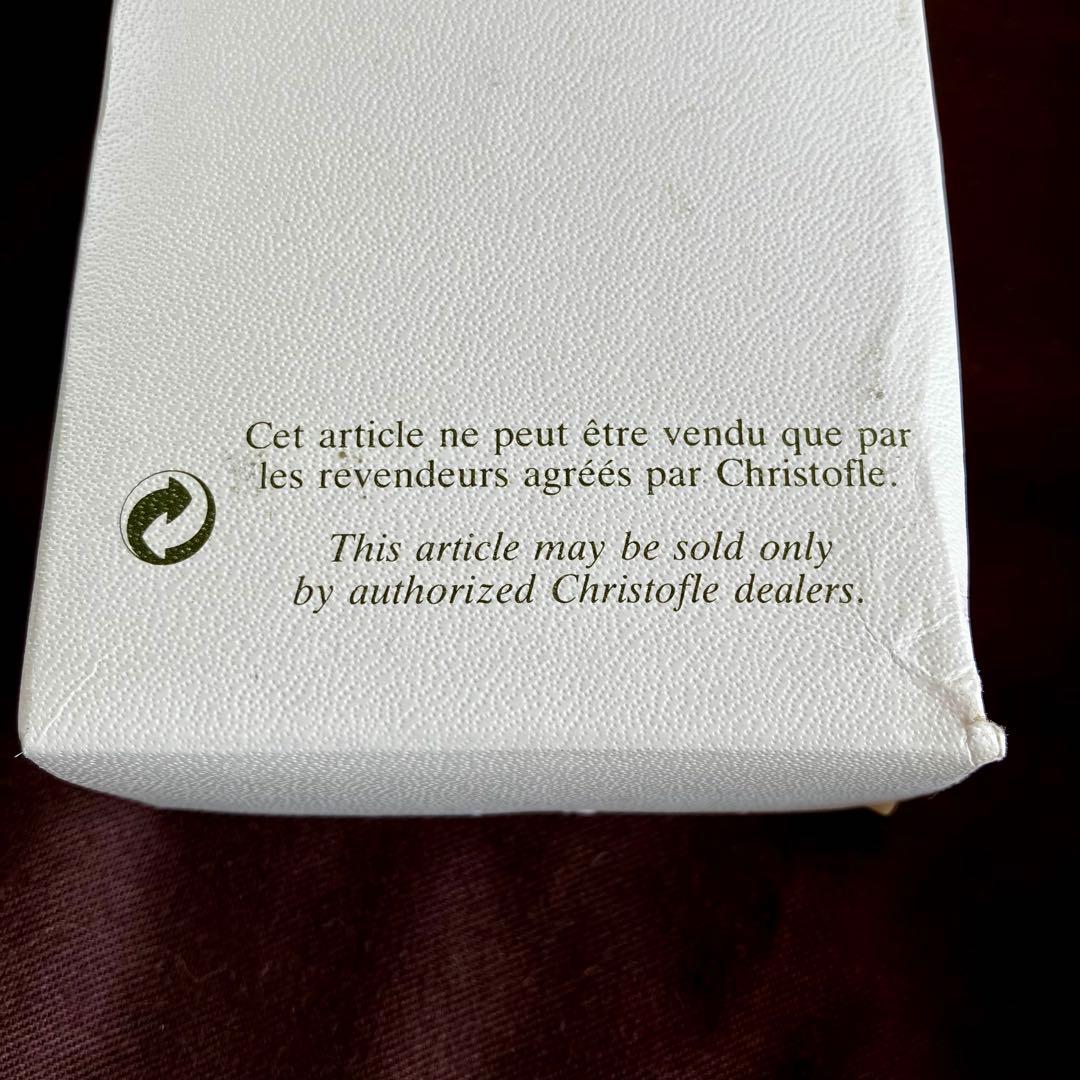 Cet article ne peut être vendu que par
les revendeurs agréés par Christofle.
This article may be sold only
by authorized Christofle dealers.